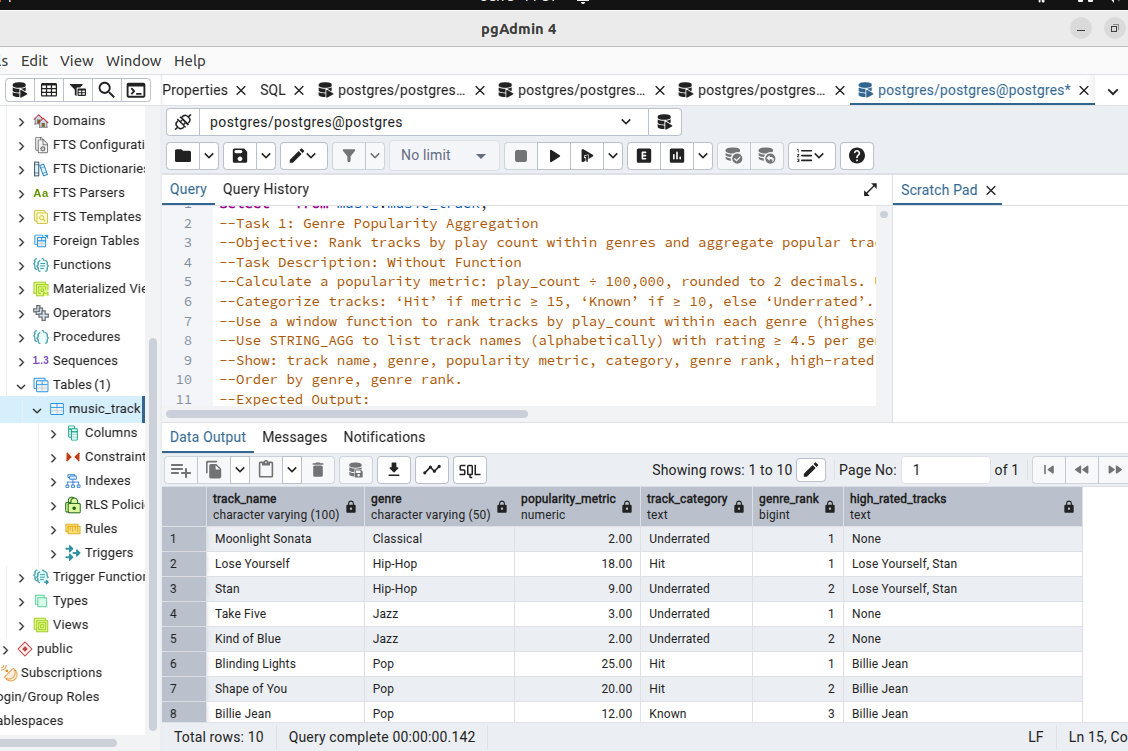 pgAdmin 4
Edit View Window Help
Properties SQL postgres/postgres... postgres/postgres... postgres/postgres... postgres/postgres@postgres*
postgres/postgres@postgres
No limit
E
Query Query History
Scratch Pad
Domains
FTS Configurati
FTS Dictionarie
Aa FTS Parsers
FTS Templates
Foreign Tables
Functions
Materialized Vie
Operators
Procedures
1..3 Sequences
Tables (1)
music_track
Columns
Constraint
Indexes
RLS Polici
Rules
Triggers
Trigger Function
Types
Views
public
Subscriptions
ogin/Group Roles
ablespaces
2 --Task 1: Genre Popularity Aggregation
3 --Objective: Rank tracks by play count within genres and aggregate popular tra
4 --Task Description: Without Function
5 --Calculate a popularity metric: play_count ÷ 100,000, rounded to 2 decimals.
6 --Categorize tracks: ‘Hit’ if metric ≥ 15, ‘Known’ if ≥ 10, else ‘Underrated’.
7 --Use a window function to rank tracks by play_count within each genre (highes
8 --Use STRING_AGG to list track names (alphabetically) with rating ≥ 4.5 per ge
9 --Show: track name, genre, popularity metric, category, genre rank, high-rated
10 --Order by genre, genre rank.
11 --Expected Output:
Data Output Messages Notifications
SQL Showing rows: 1 to 10 Page No: 1 of 1
track_name genre popularity_metric track_category genre_rank high_rated_tracks
character varying (100) character varying (50) numeric text bigint text
1 Moonlight Sonata Classical 2.00 Underrated 1 None
2 Lose Yourself Hip-Hop 18.00 Hit 1 Lose Yourself, Stan
3 Stan Hip-Hop 9.00 Underrated 2 Lose Yourself, Stan
4 Take Five Jazz 3.00 Underrated 1 None
5 Kind of Blue Jazz 2.00 Underrated 2 None
6 Blinding Lights Pop 25.00 Hit 1 Billie Jean
7 Shape of You Pop 20.00 Hit 2 Billie Jean
8 Billie Jean Pop 12.00 Known 3 Billie Jean
Total rows: 10 Query complete 00:00:00.142 LF Ln 15, Co